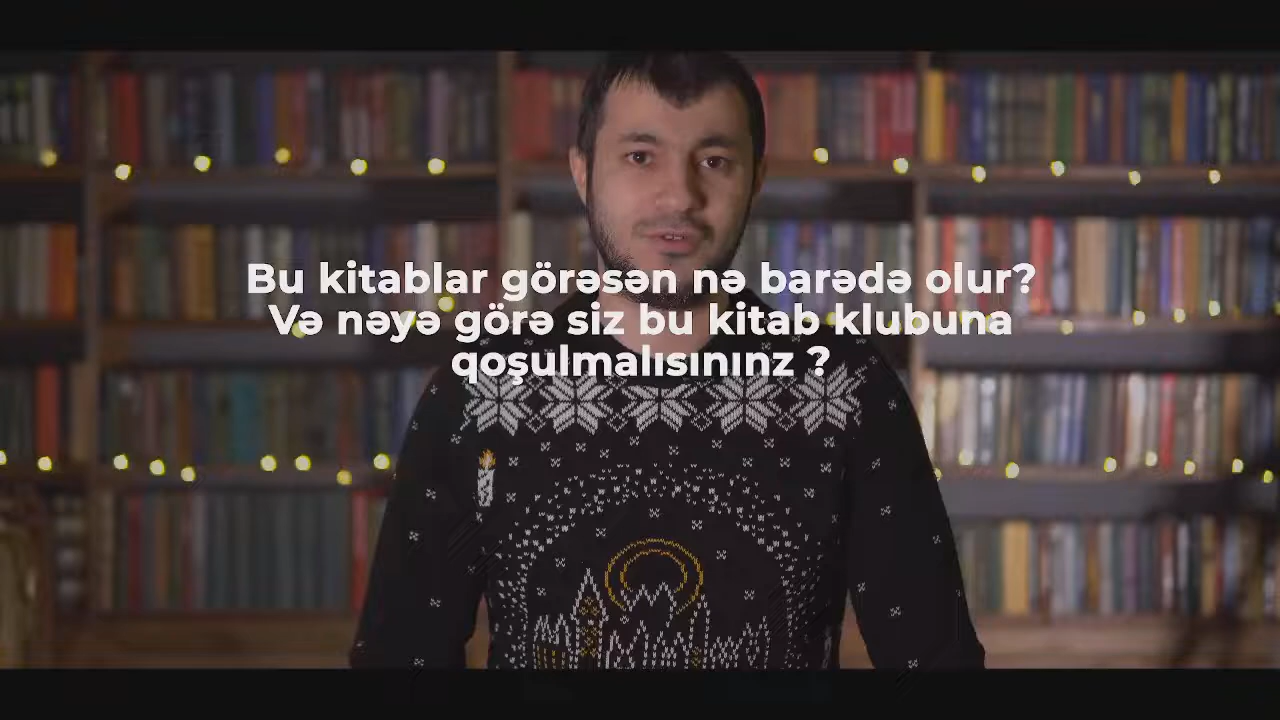 Bu kitablar görəsən nə barədə olur?
Və nəyə görə siz bu kitab klubuna
qoşulmalısınınz ?